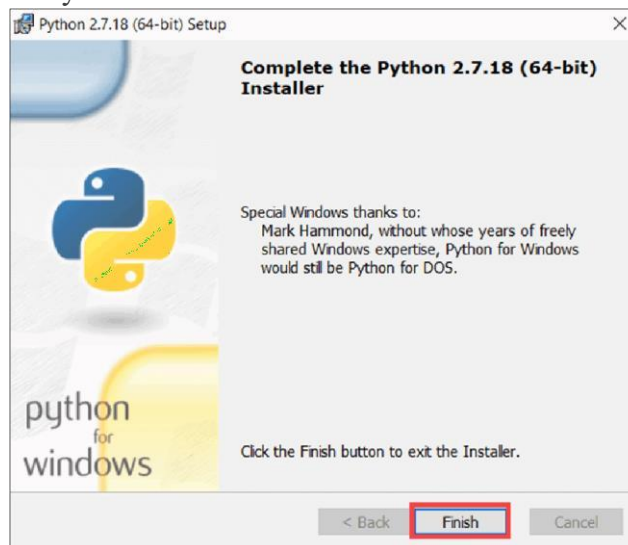 Python 2.7.18 (64-bit) Setup
Complete the Python 2.7.18 (64-bit)
Installer
Special Windows thanks to:
Mark Hammond, without whose years of freely
shared Windows expertise, Python for Windows
would still be Python for DOS.
python
for
windows
Click the Finish button to exit the Installer.
< Back Finish Cancel